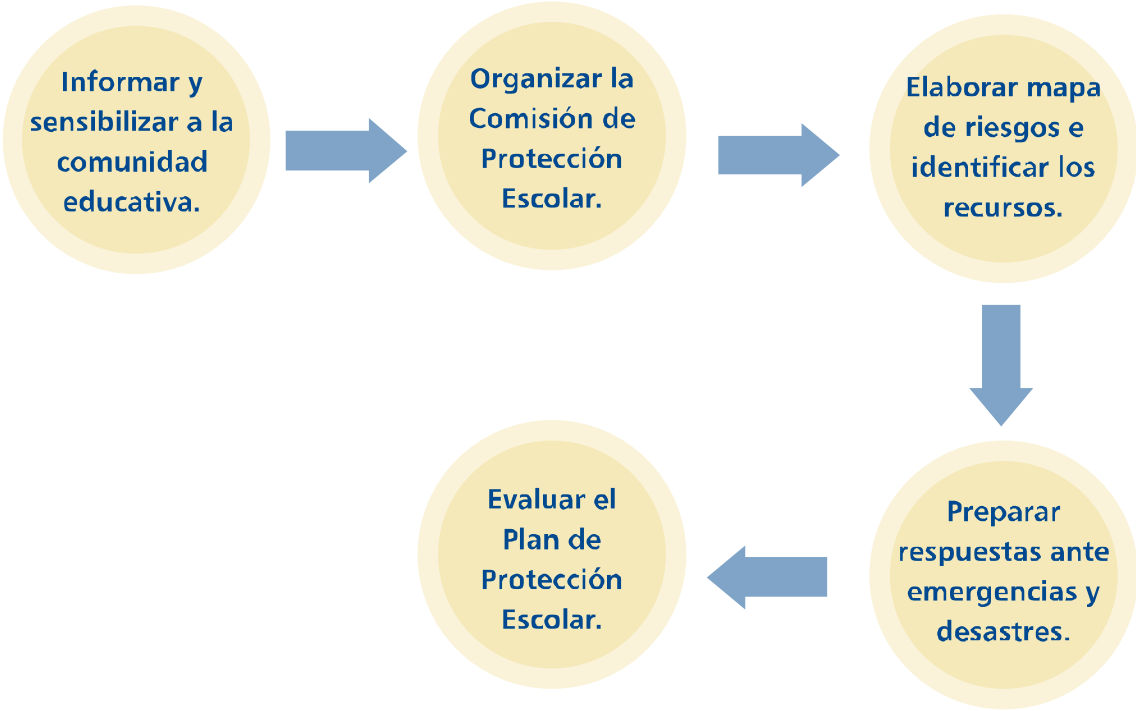 Informar y
sensibilizar a la
comunidad
educativa.
Organizar la
Comisión de
Protección
Escolar.
Elaborar mapa
de riesgos e
identificar los
recursos.
Preparar
respuestas ante
emergencias y
desastres.
Evaluar el
Plan de
Protección
Escolar.